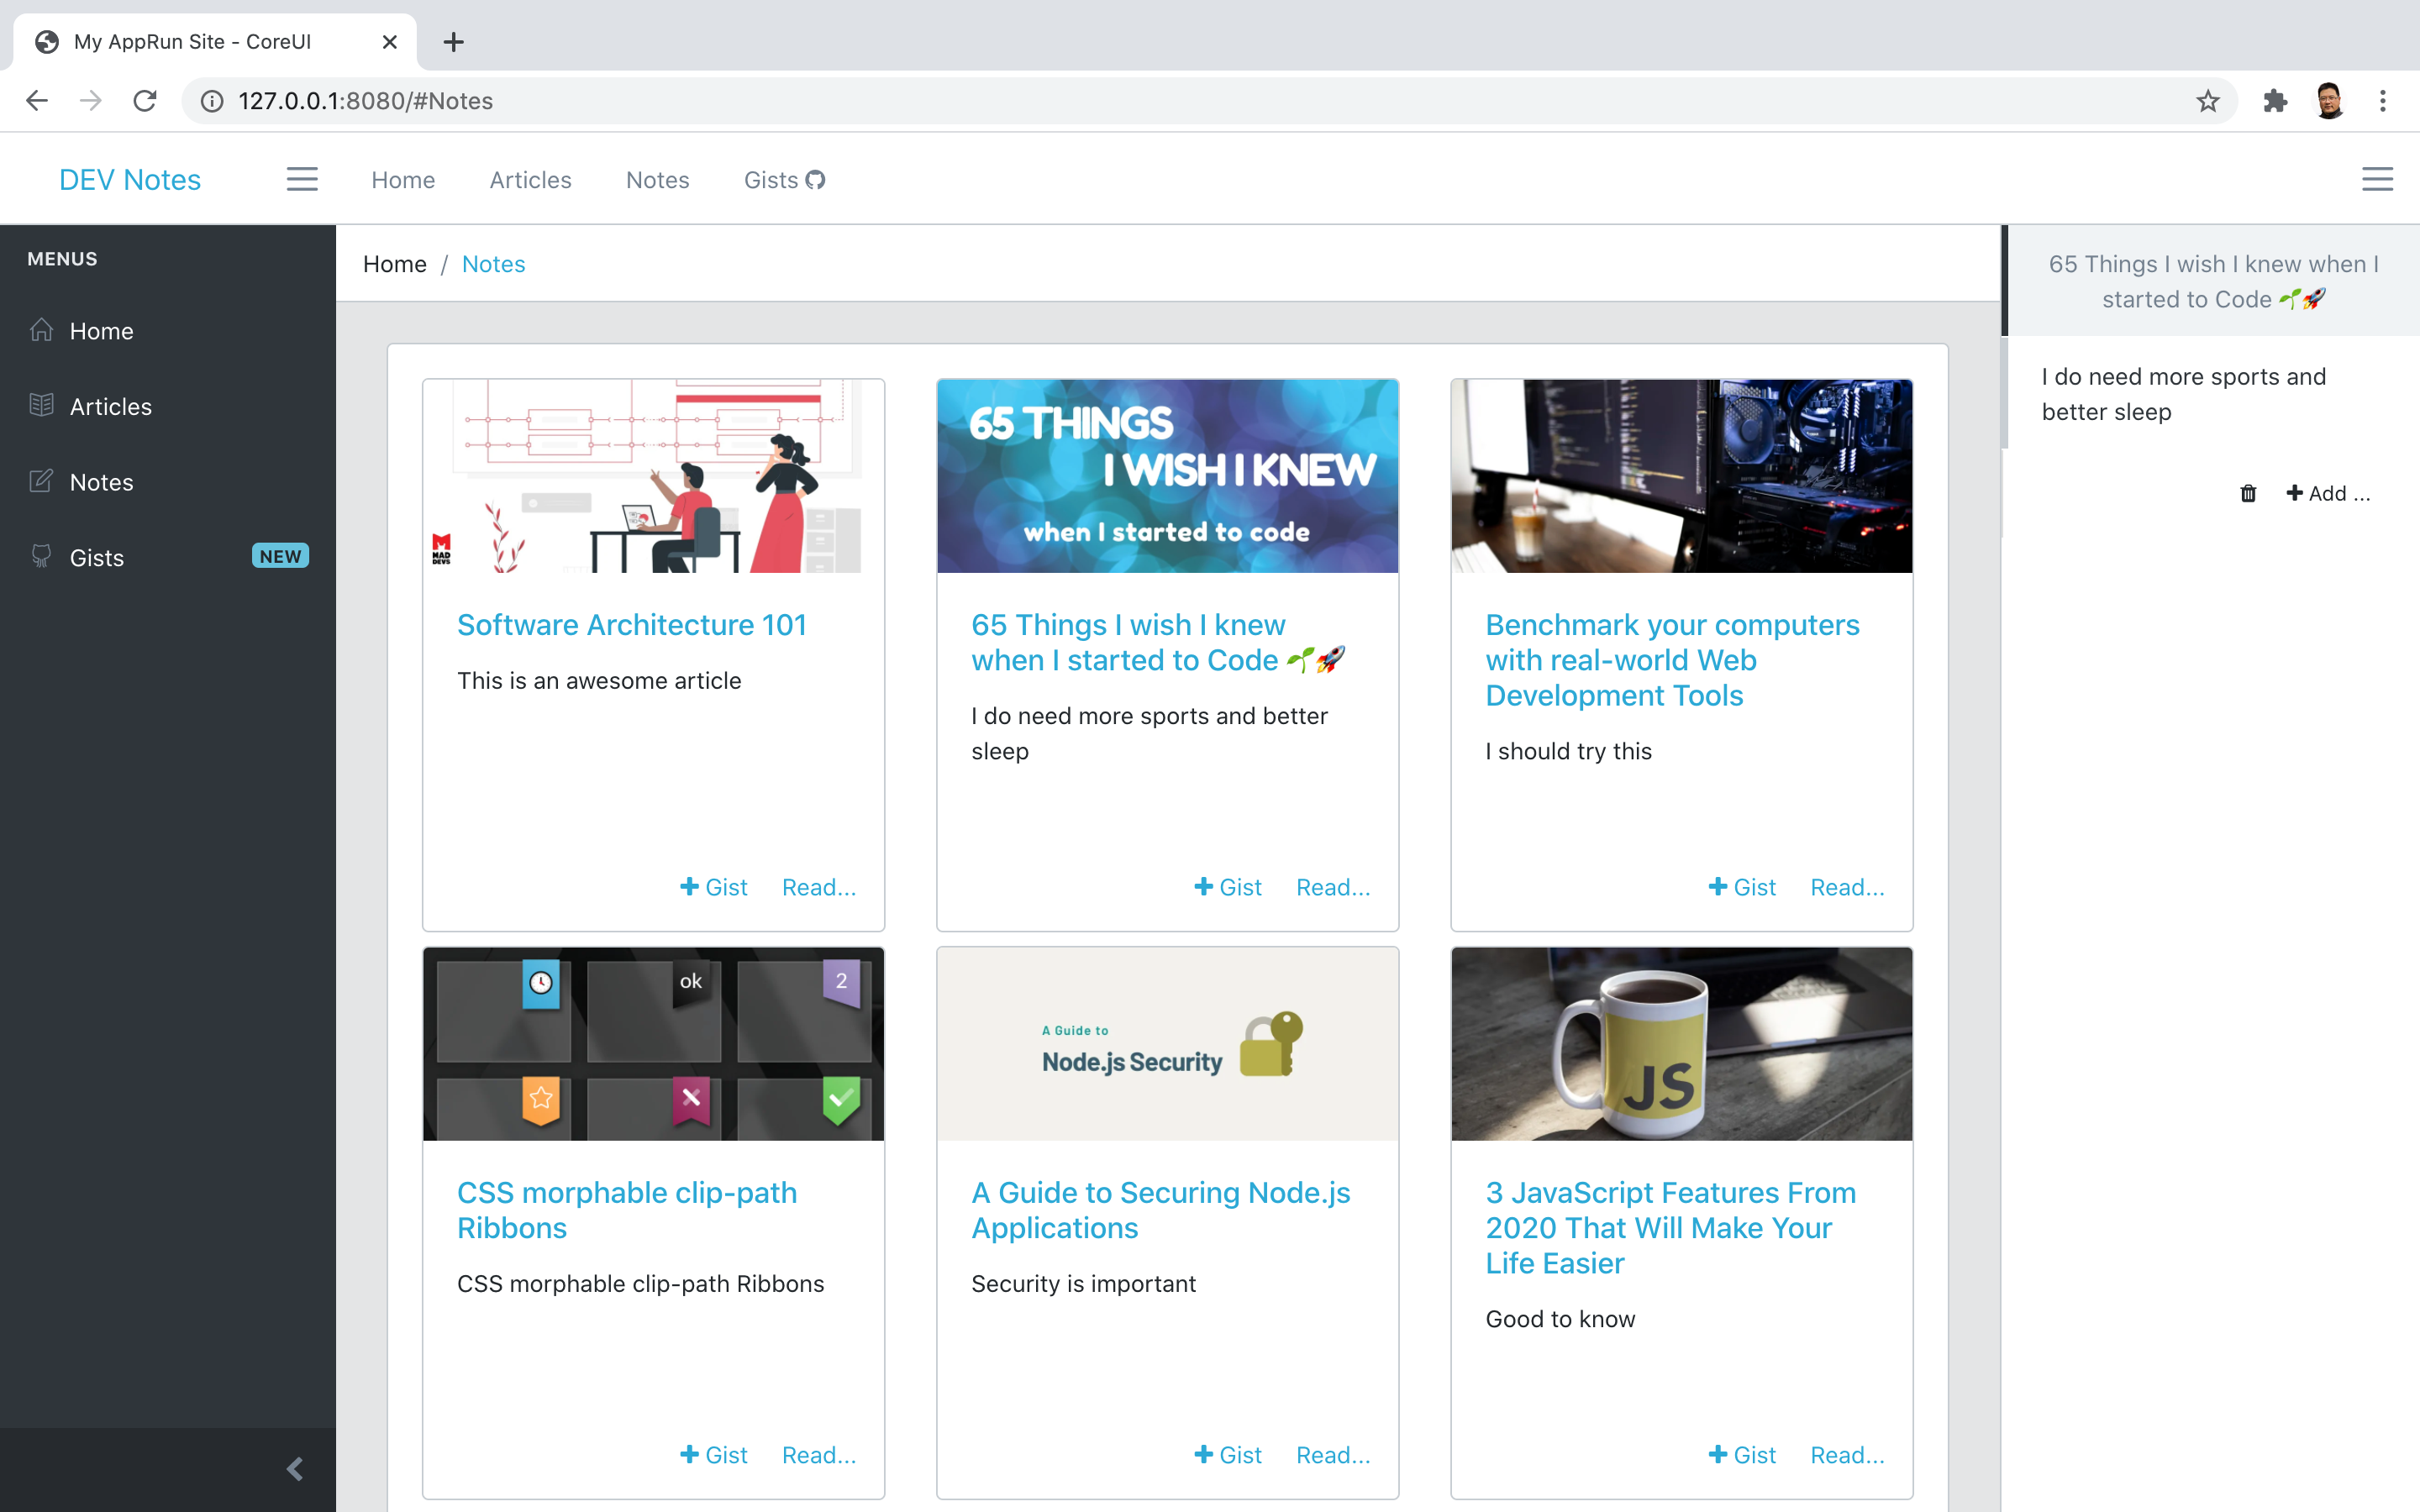 My AppRun Site - CoreUI
127.0.0.1:8080/#Notes
DEV Notes
Home
Articles
Notes
Gists
MENUS
Home
Articles
Notes
Gists
NEW
Home / Notes
MAD
DEVS
Software Architecture 101
This is an awesome article
+ Gist
Read...
65 THINGS
I WISH I KNEW
when I started to code
65 Things I wish I knew
when I started to Code 🌱🚀
I do need more sports and better
sleep
+ Gist
Read...
Benchmark your computers
with real-world Web
Development Tools
I should try this
+ Gist
Read...
ok
2
CSS morphable clip-path
Ribbons
CSS morphable clip-path Ribbons
+ Gist
Read...
A Guide to
Node.js Security
A Guide to Securing Node.js
Applications
Security is important
+ Gist
Read...
JS
3 JavaScript Features From
2020 That Will Make Your
Life Easier
Good to know
+ Gist
Read...
65 Things I wish I knew when I
started to Code 🌱🚀
I do need more sports and
better sleep
+ Add ...